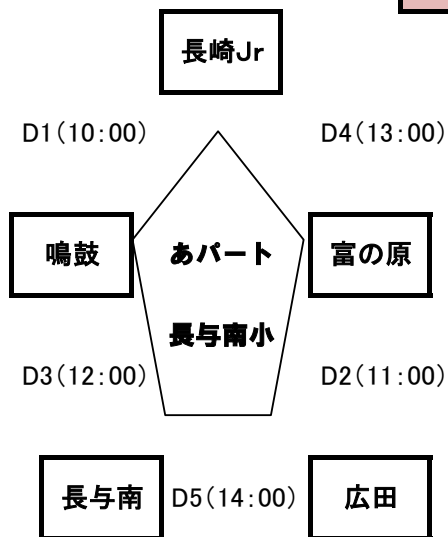 長崎Jr
D1(10:00)
D4(13:00)
鳴鼓
あパート
富の原
長与南小
D3(12:00)
D2(11:00)
長与南
D5(14:00)
広田